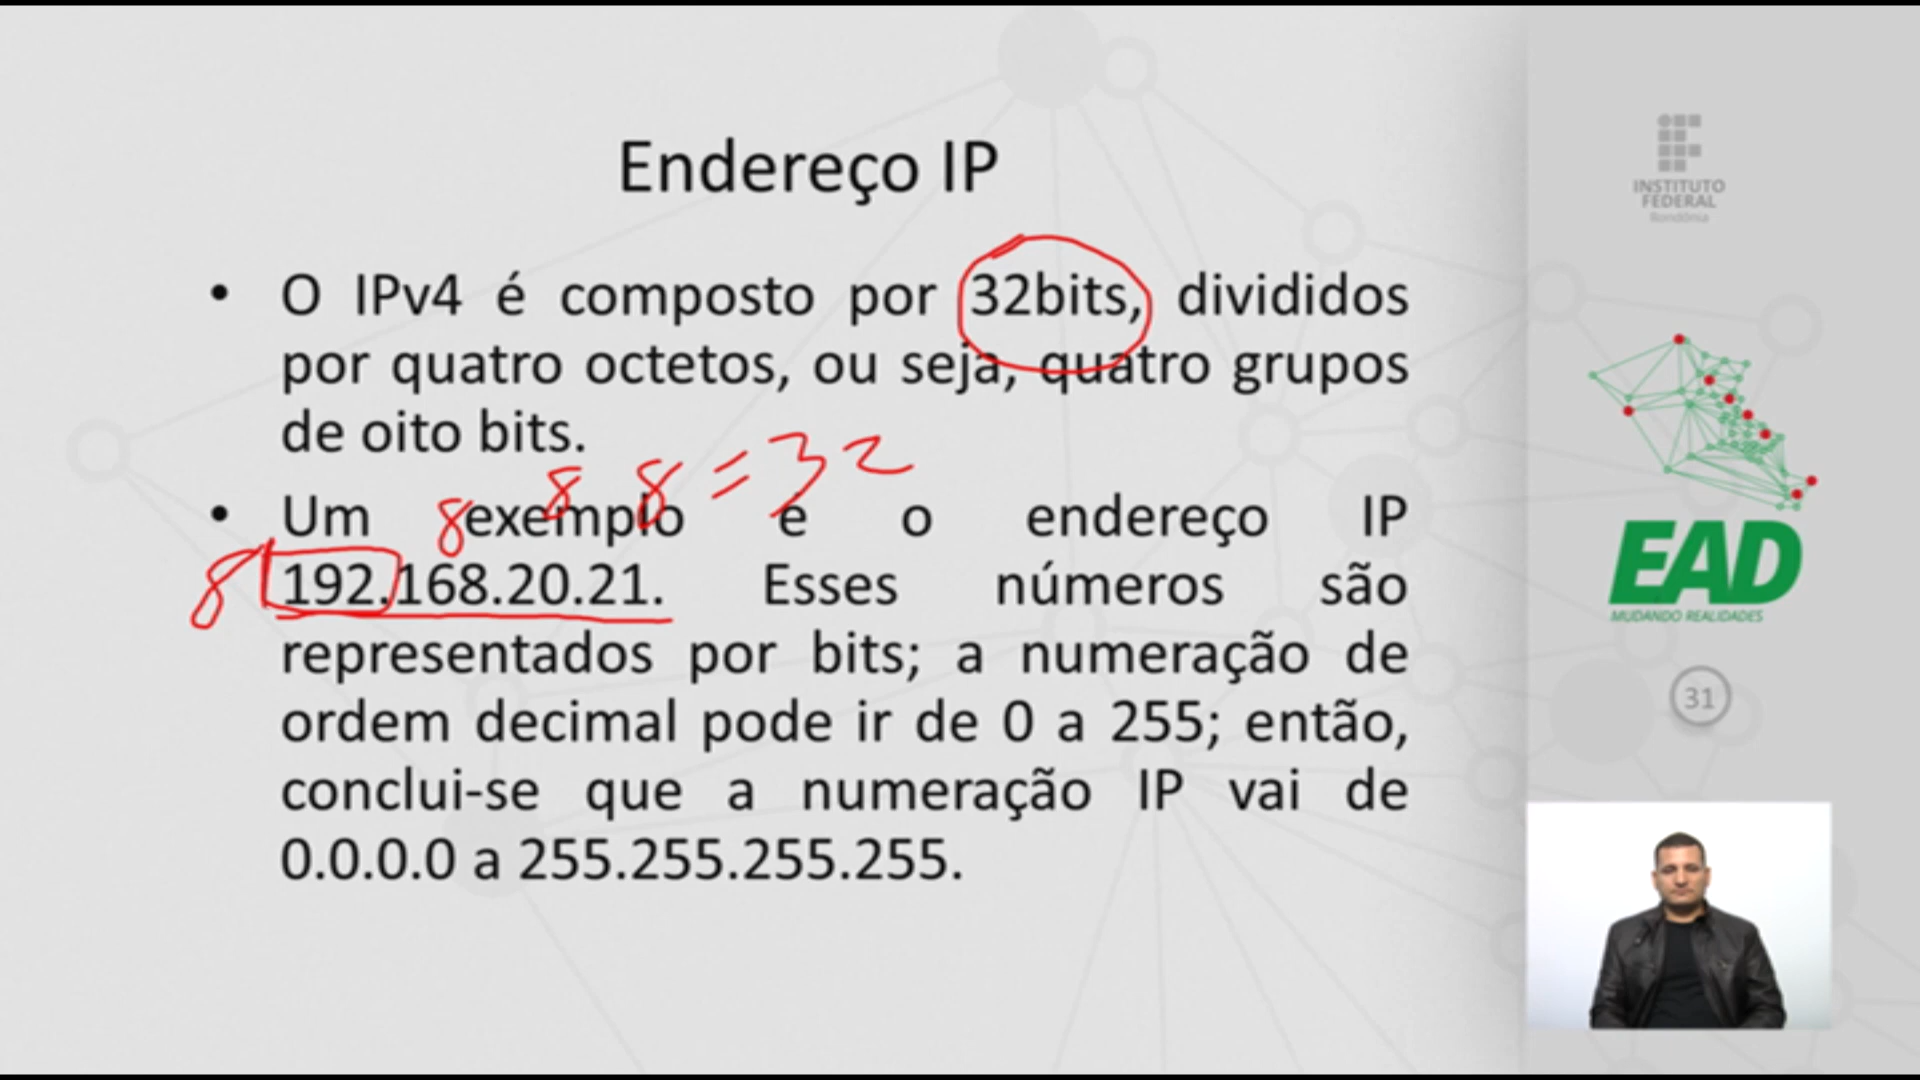 Endereço IP
• O IPv4 é composto por 32bits, divididos
por quatro octetos, ou seja, quatro grupos
de oito bits.
8 8 8 8 = 32
• Um exemplo é o endereço IP
192.168.20.21. Esses números são
representados por bits; a numeração de
ordem decimal pode ir de 0 a 255; então,
conclui-se que a numeração IP vai de
0.0.0.0 a 255.255.255.255.
INSTITUTO
FEDERAL
Rondônia
EAD
MUDANDO REALIDADES
31